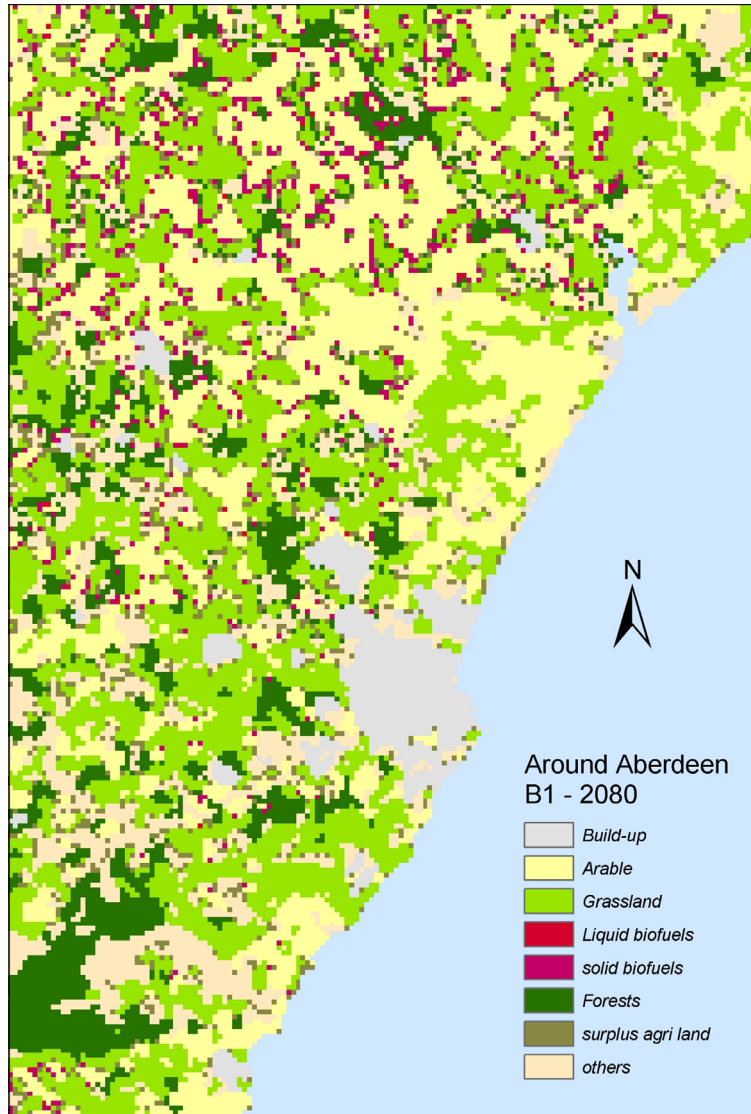 N
Around Aberdeen
B1 - 2080
Build-up
Arable
Grassland
Liquid biofuels
solid biofuels
Forests
surplus agri land
others